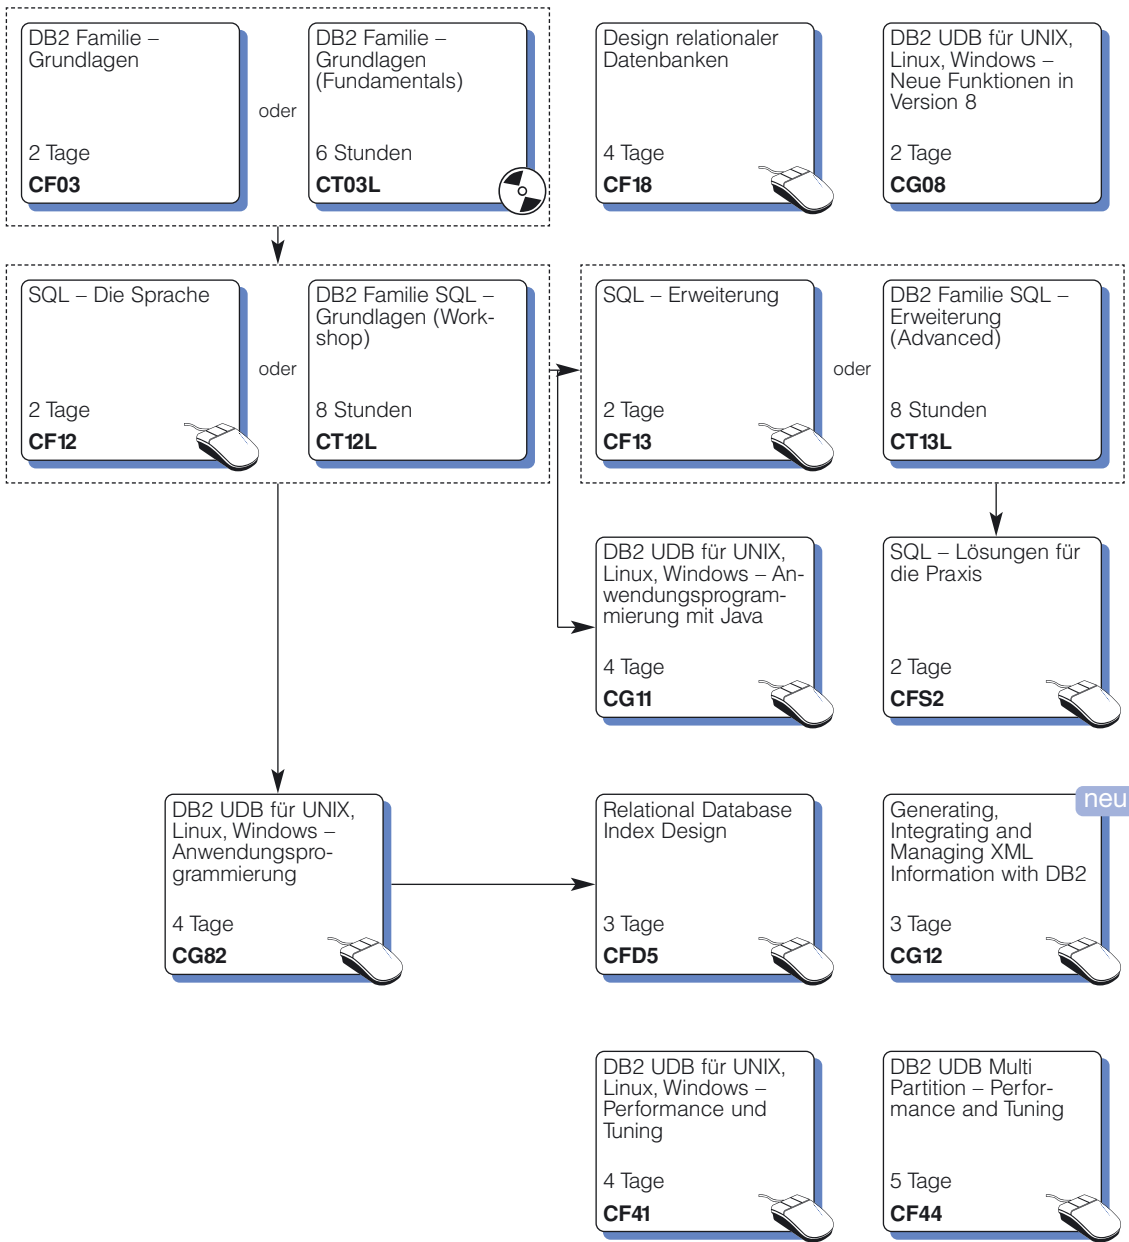 DB2 Familie –
Grundlagen
2 Tage
CF03
oder
DB2 Familie –
Grundlagen
(Fundamentals)
6 Stunden
CT03L
Design relationaler
Datenbanken
4 Tage
CF18
DB2 UDB für UNIX,
Linux, Windows –
Neue Funktionen in
Version 8
2 Tage
CG08
SQL – Die Sprache
2 Tage
CF12
oder
DB2 Familie SQL –
Grundlagen (Work-
shop)
8 Stunden
CT12L
SQL – Erweiterung
2 Tage
CF13
oder
DB2 Familie SQL –
Erweiterung
(Advanced)
8 Stunden
CT13L
DB2 UDB für UNIX,
Linux, Windows – An-
wendungsprogram-
mierung mit Java
4 Tage
CG11
SQL – Lösungen für
die Praxis
2 Tage
CFS2
DB2 UDB für UNIX,
Linux, Windows –
Anwendungspro-
grammierung
4 Tage
CG82
Relational Database
Index Design
3 Tage
CFD5
neu
Generating,
Integrating and
Managing XML
Information with DB2
3 Tage
CG12
DB2 UDB für UNIX,
Linux, Windows –
Performance und
Tuning
4 Tage
CF41
DB2 UDB Multi
Partition – Perfor-
mance and Tuning
5 Tage
CF44